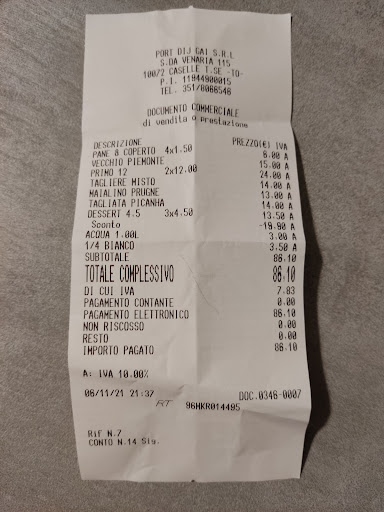 PORT DIJ GAI S.R.L
S.DA VENARIA 115
10072 CASELLE T.SE -TO-
P.I. 11944900015
TEL. 351/8066548
DOCUMENTO COMMERCIALE
di vendita o prestazione
DESCRIZIONE PREZZO(€) IVA
PANE & COPERTO 4x1.50 6.00 A
VECCHIO PIEMONTE 15.00 A
PRIMO 12 2x12.00 24.00 A
TAGLIERE MISTO 14.00 A
MAIALINO PRUGNE 13.00 A
TAGLIATA PICANHA 14.00 A
DESSERT 4.5 3x4.50 13.50 A
Sconto -19.90 A
ACQUA 1.00L 3.00 A
1/4 BIANCO 3.50 A
SUBTOTALE 86.10
TOTALE COMPLESSIVO 86.10
DI CUI IVA 7.83
PAGAMENTO CONTANTE 0.00
PAGAMENTO ELETTRONICO 86.10
NON RISCOSSO 0.00
RESTO 0.00
IMPORTO PAGATO 86.10
A: IVA 10.00%
06/11/21 21:37 DOC.0346-0007
RT 96HKR014495
Rif N.7
CONTO N.14 Sig.